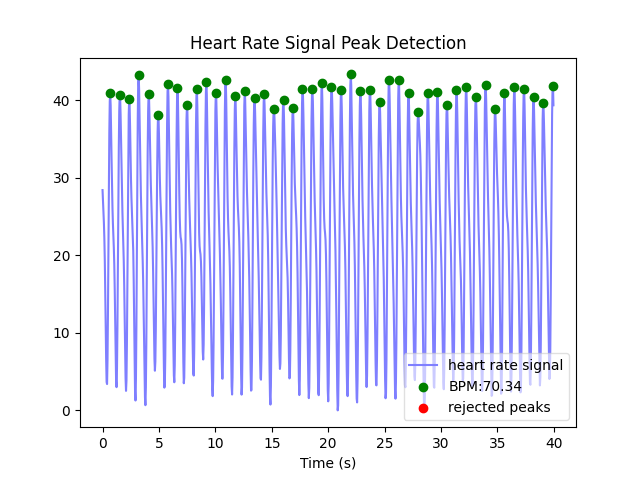 Heart Rate Signal Peak Detection
40
30
20
10
0
heart rate signal
BPM:70.34
rejected peaks
0 5 10 15 20 25 30 35 40
Time (s)